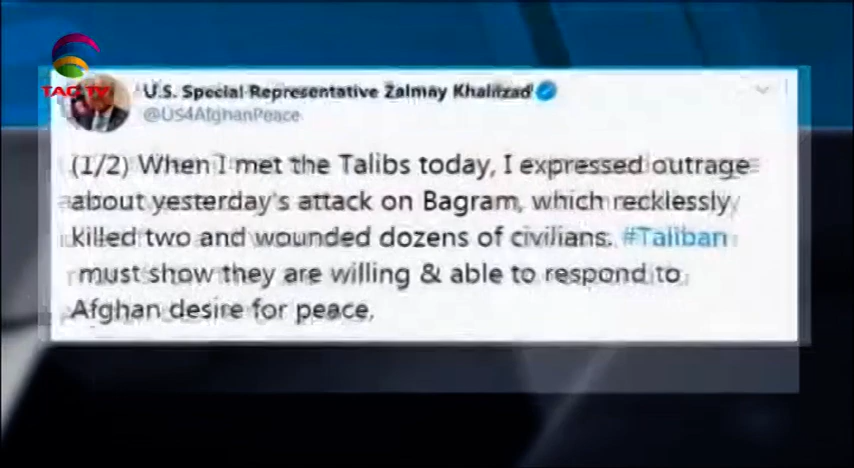 TAC TV
U.S. Special Representative Zalmay Khalilzad
@US4AfghanPeace
(1/2) When I met the Talibs today, I expressed outrage
about yesterday's attack on Bagram, which recklessly
killed two and wounded dozens of civilians. #Taliban
must show they are willing & able to respond to
Afghan desire for peace.